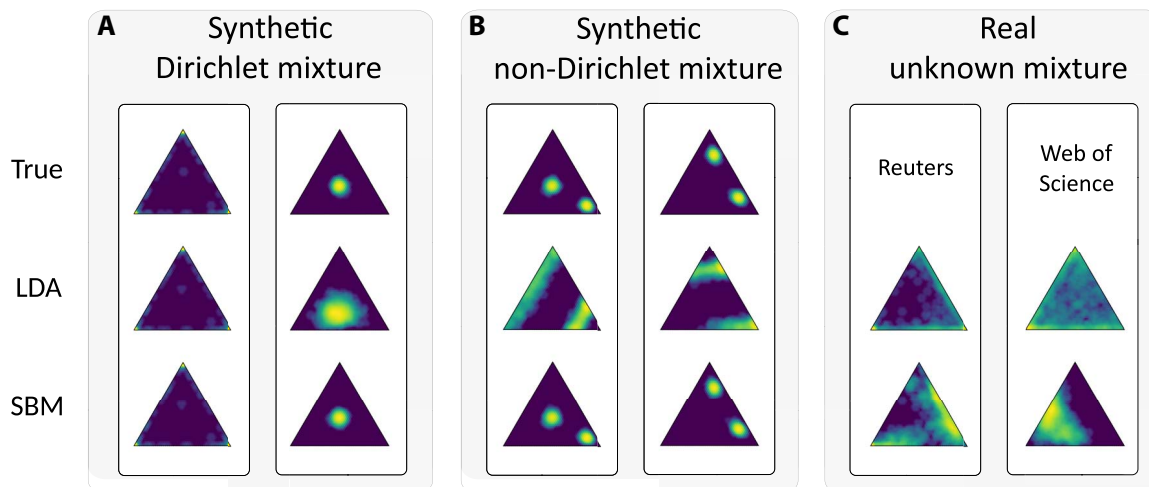 A
Synthetic
Dirichlet mixture
B
Synthetic
non-Dirichlet mixture
C
Real
unknown mixture
True
Reuters
Web of
Science
LDA
SBM